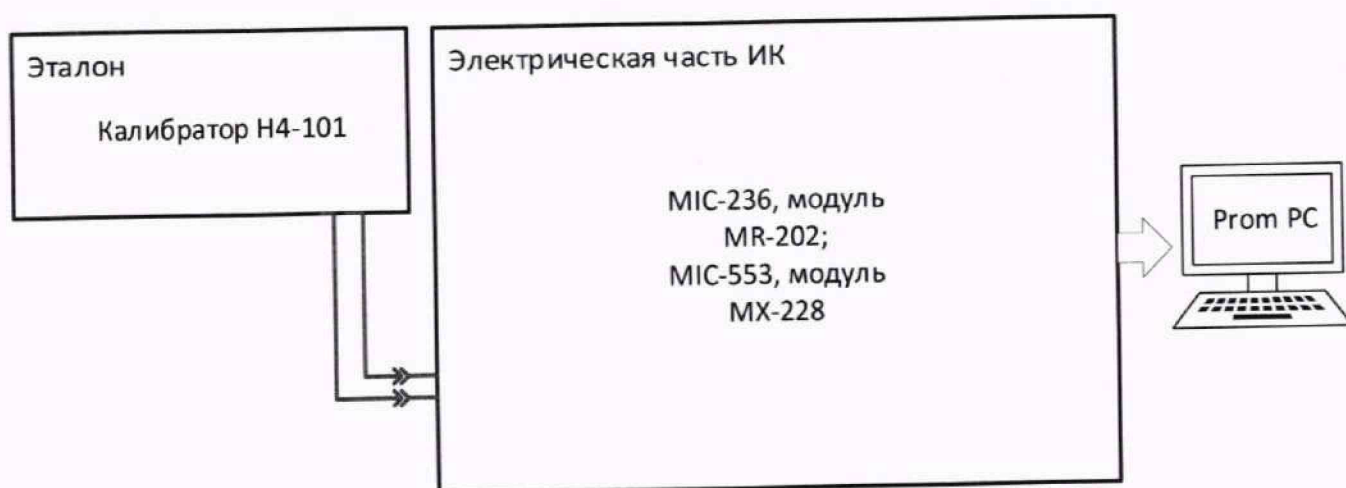 Эталон
Калибратор Н4-101
Электрическая часть ИК
MIC-236, модуль
MR-202;
MIC-553, модуль
MX-228
Prom PC